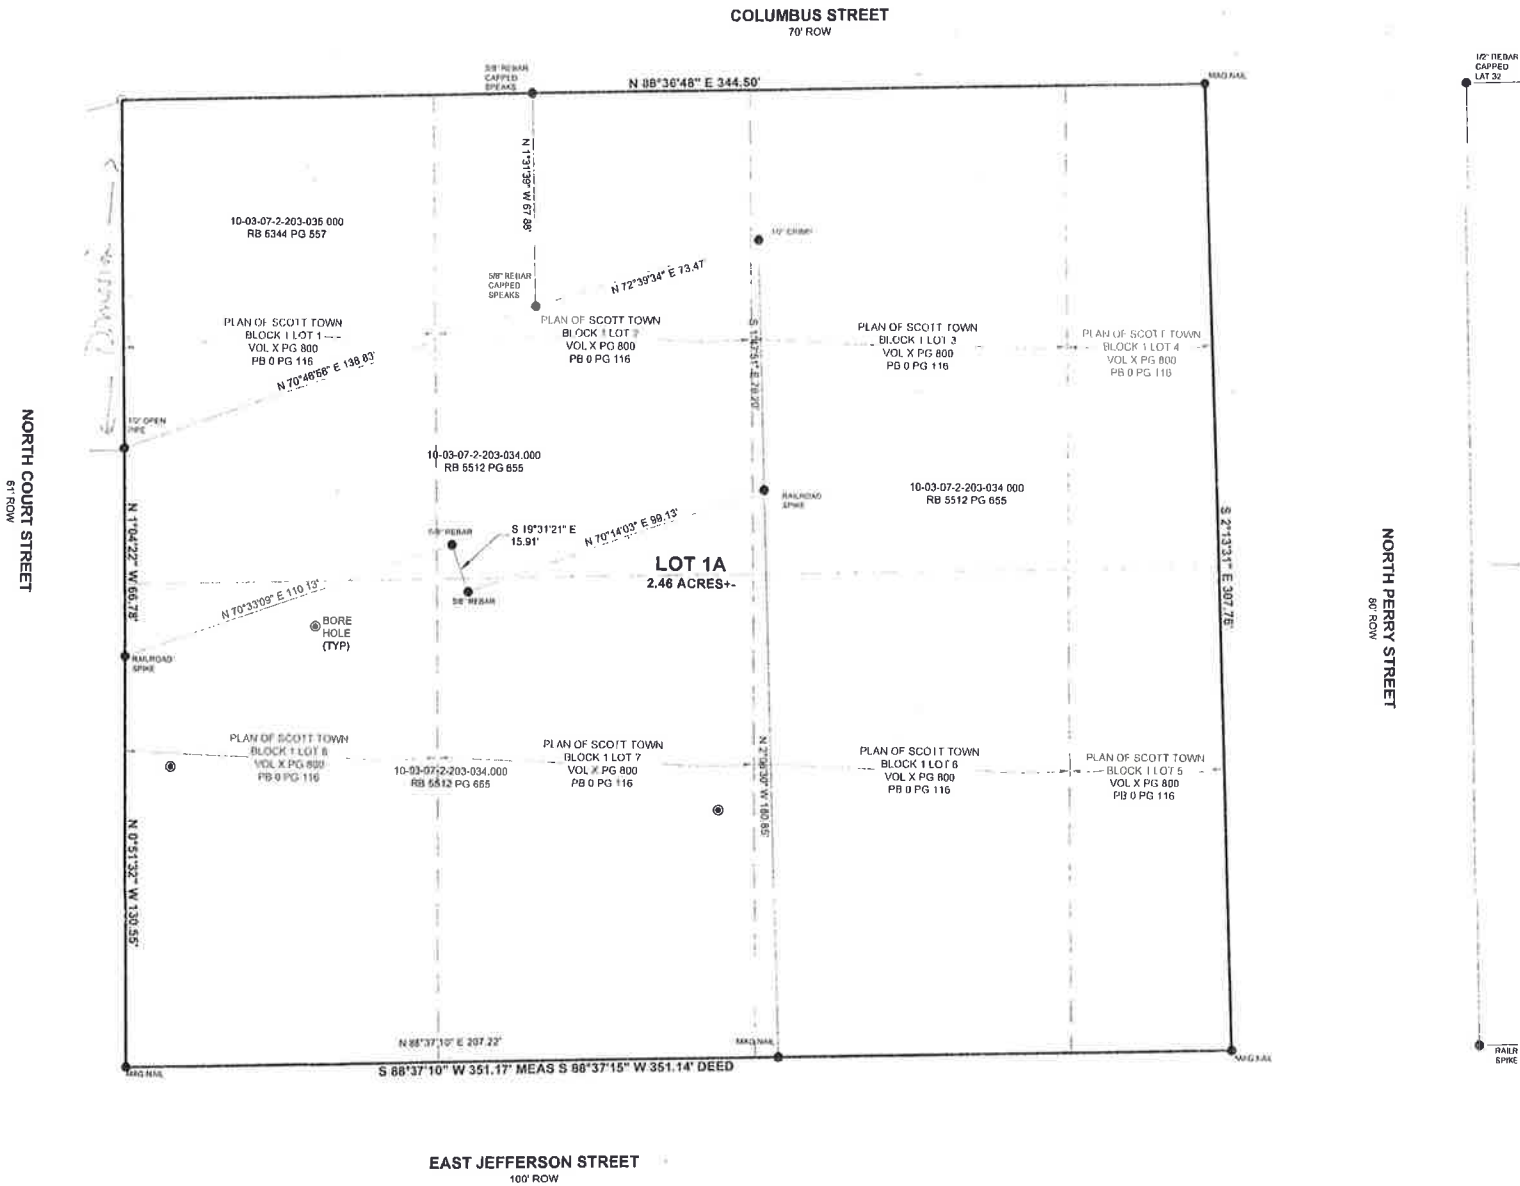 COLUMBUS STREET
70' ROW
5/8" REBAR
CAPPED
SPEAKS
N 88°36'48" E 344.50'
MAG NAIL
1/2" REBAR
CAPPED
LAT 32
N 1°31'39" W 67.88'
10-03-07-2-203-035 000
RB 6344 PG 557
1/2" CRIMP
5/8" REBAR
CAPPED
SPEAKS
N 72°39'34" E 73.47'
PLAN OF SCOTT TOWN
BLOCK 1 LOT 1
VOL X PG 800
PB 0 PG 116
PLAN OF SCOTT TOWN
BLOCK 1 LOT 2
VOL X PG 800
PB 0 PG 116
PLAN OF SCOTT TOWN
BLOCK 1 LOT 3
VOL X PG 800
PB 0 PG 116
PLAN OF SCOTT TOWN
BLOCK 1 LOT 4
VOL X PG 800
PB 0 PG 116
N 70°48'58" E 138.83'
1/2" OPEN
PIPE
NORTH COURT STREET
61' ROW
10-03-07-2-203-034.000
RB 5512 PG 655
10-03-07-2-203-034 000
RB 5512 PG 655
RAILROAD
SPIKE
N 1°04'22" W 66.78'
5/8" REBAR
S 19°31'21" E
15.91'
N 70°14'03" E 99.13'
S 2°13'31" E 307.76'
LOT 1A
2.46 ACRES+-
5/8" REBAR
N 70°33'09" E 110.13'
BORE
HOLE
(TYP)
NORTH PERRY STREET
80' ROW
RAILROAD
SPIKE
PLAN OF SCOTT TOWN
BLOCK 1 LOT 8
VOL X PG 800
PB 0 PG 116
10-03-07-2-203-034.000
RB 5512 PG 655
PLAN OF SCOTT TOWN
BLOCK 1 LOT 7
VOL X PG 800
PB 0 PG 116
N 2°06'30" W 180.85'
PLAN OF SCOTT TOWN
BLOCK 1 LOT 6
VOL X PG 800
PB 0 PG 116
PLAN OF SCOTT TOWN
BLOCK 1 LOT 5
VOL X PG 800
PB 0 PG 116
N 0°51'32" W 130.55'
N 88°37'10" E 207.22'
MAG NAIL
MAG NAIL
MAG NAIL
S 88°37'10" W 351.17' MEAS S 88°37'15" W 351.14' DEED
RAILR
SPIKE
EAST JEFFERSON STREET
100' ROW